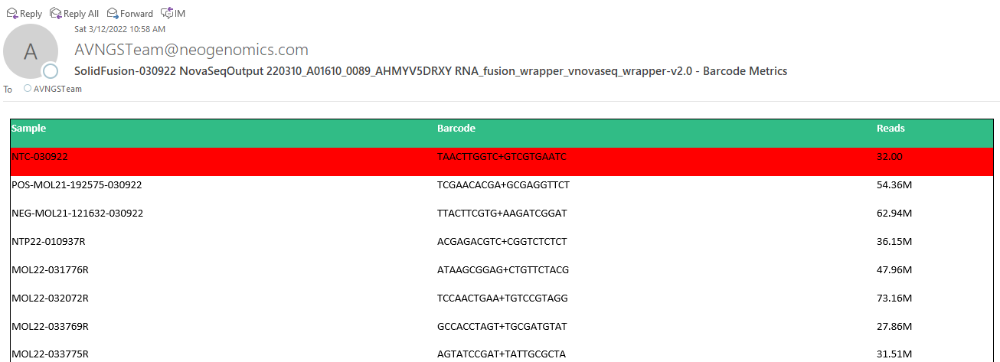 Reply Reply All Forward IM
Sat 3/12/2022 10:58 AM
A
AVNGSTeam@neogenomics.com
SolidFusion-030922 NovaSeqOutput 220310_A01610_0089_AHMYV5DRXY RNA_fusion_wrapper_vnovaseq_wrapper-v2.0 - Barcode Metrics
To AVNGSTeam
Sample Barcode Reads
NTC-030922 TAACTTGGTC+GTCGTGAATC 32.00
POS-MOL21-192575-030922 TCGAACACGA+GCGAGGTTCT 54.36M
NEG-MOL21-121632-030922 TTACTTCGTG+AAGATCGGAT 62.94M
NTP22-010937R ACGAGACGTC+CGGTCTCTCT 36.15M
MOL22-031776R ATAAGCGGAG+CTGTTCTACG 47.96M
MOL22-032072R TCCAACTGAA+TGTCCGTAGG 73.16M
MOL22-033769R GCCACCTAGT+TGCGATGTAT 27.86M
MOL22-033775R AGTATCCGAT+TATTGCGCTA 31.51M